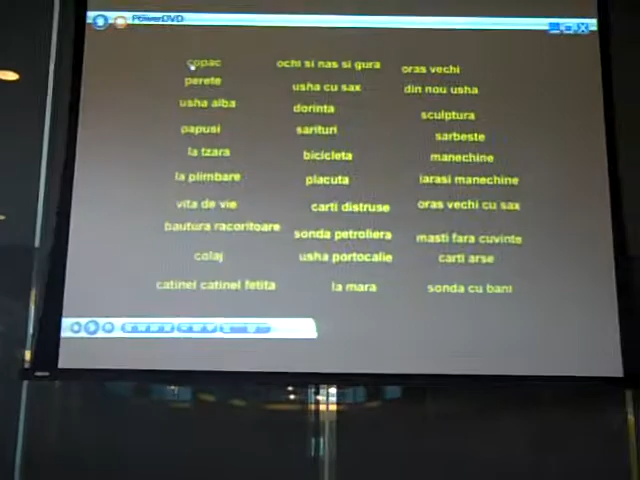 PowerDVD
copac ochi si nas si gura oras vechi
perete usha cu sax din nou usha
usha alba dorinta sculptura
papusi sarituri sarbeste
la tzara bicicleta manechine
la plimbare placuta iarasi manechine
vita de vie carti distruse oras vechi cu sax
bautura racoritoare sonda petroliera masti fara cuvinte
colaj usha portocalie carti arse
catinel catinel fetita la mara sonda cu bani